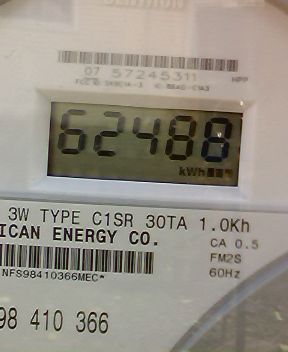 07 57245311
62488
kWh
3W TYPE C1SR 30TA 1.0Kh
ICAN ENERGY CO.
CA 0.5
FM2S
NFS98410366MEC*
60Hz
98 410 366